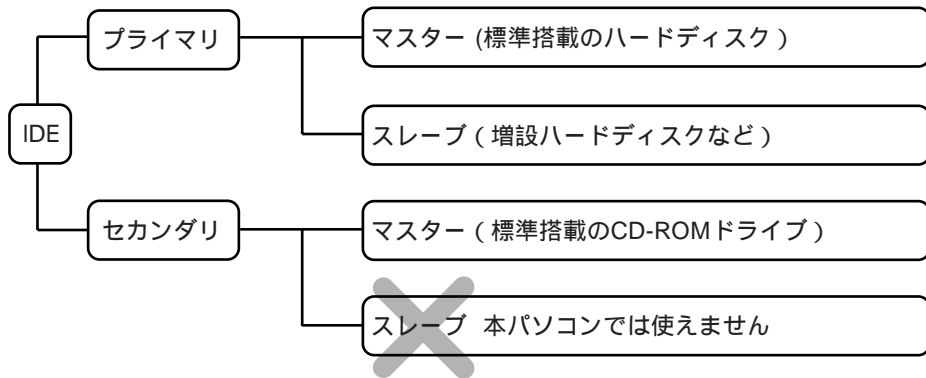 プライマリ
マスター (標準搭載のハードディスク )
スレーブ ( 増設ハードディスクなど )
IDE
セカンダリ
マスター ( 標準搭載のCD-ROMドライブ )
スレーブ 本パソコンでは使えません